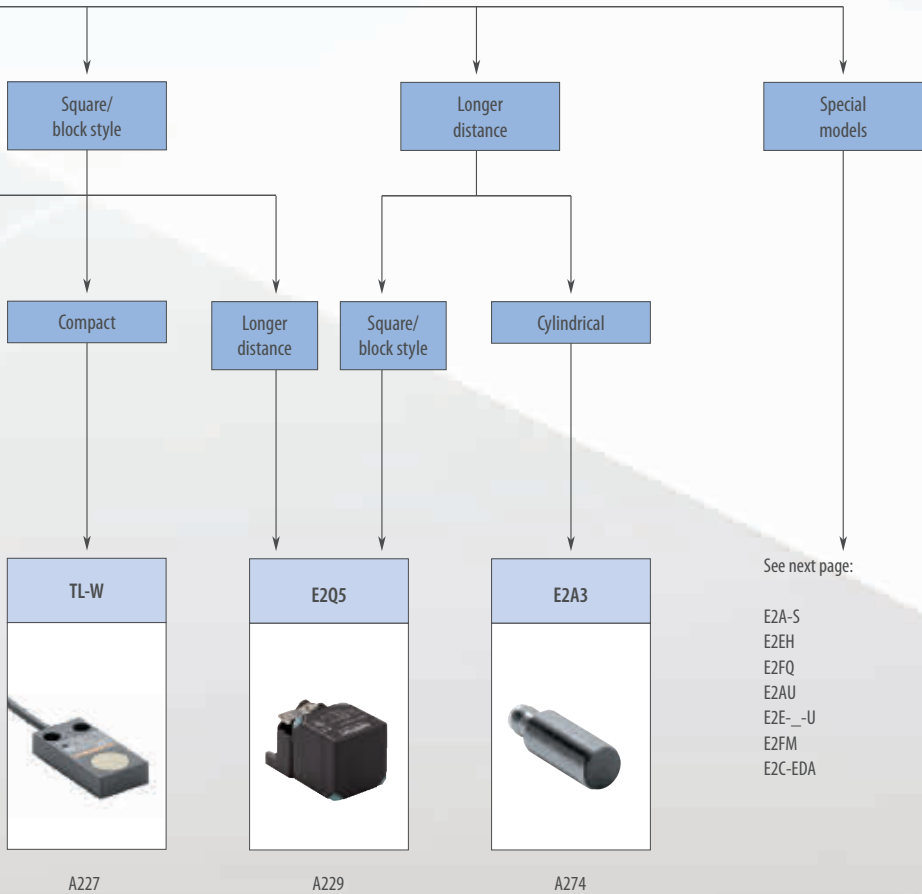 Square/
block style
Longer
distance
Special
models
Compact
Longer
distance
Square/
block style
Cylindrical
TL-W
E2Q5
E2A3
See next page:
E2A-S
E2EH
E2FQ
E2AU
E2E-_-U
E2FM
E2C-EDA
A227
A229
A274